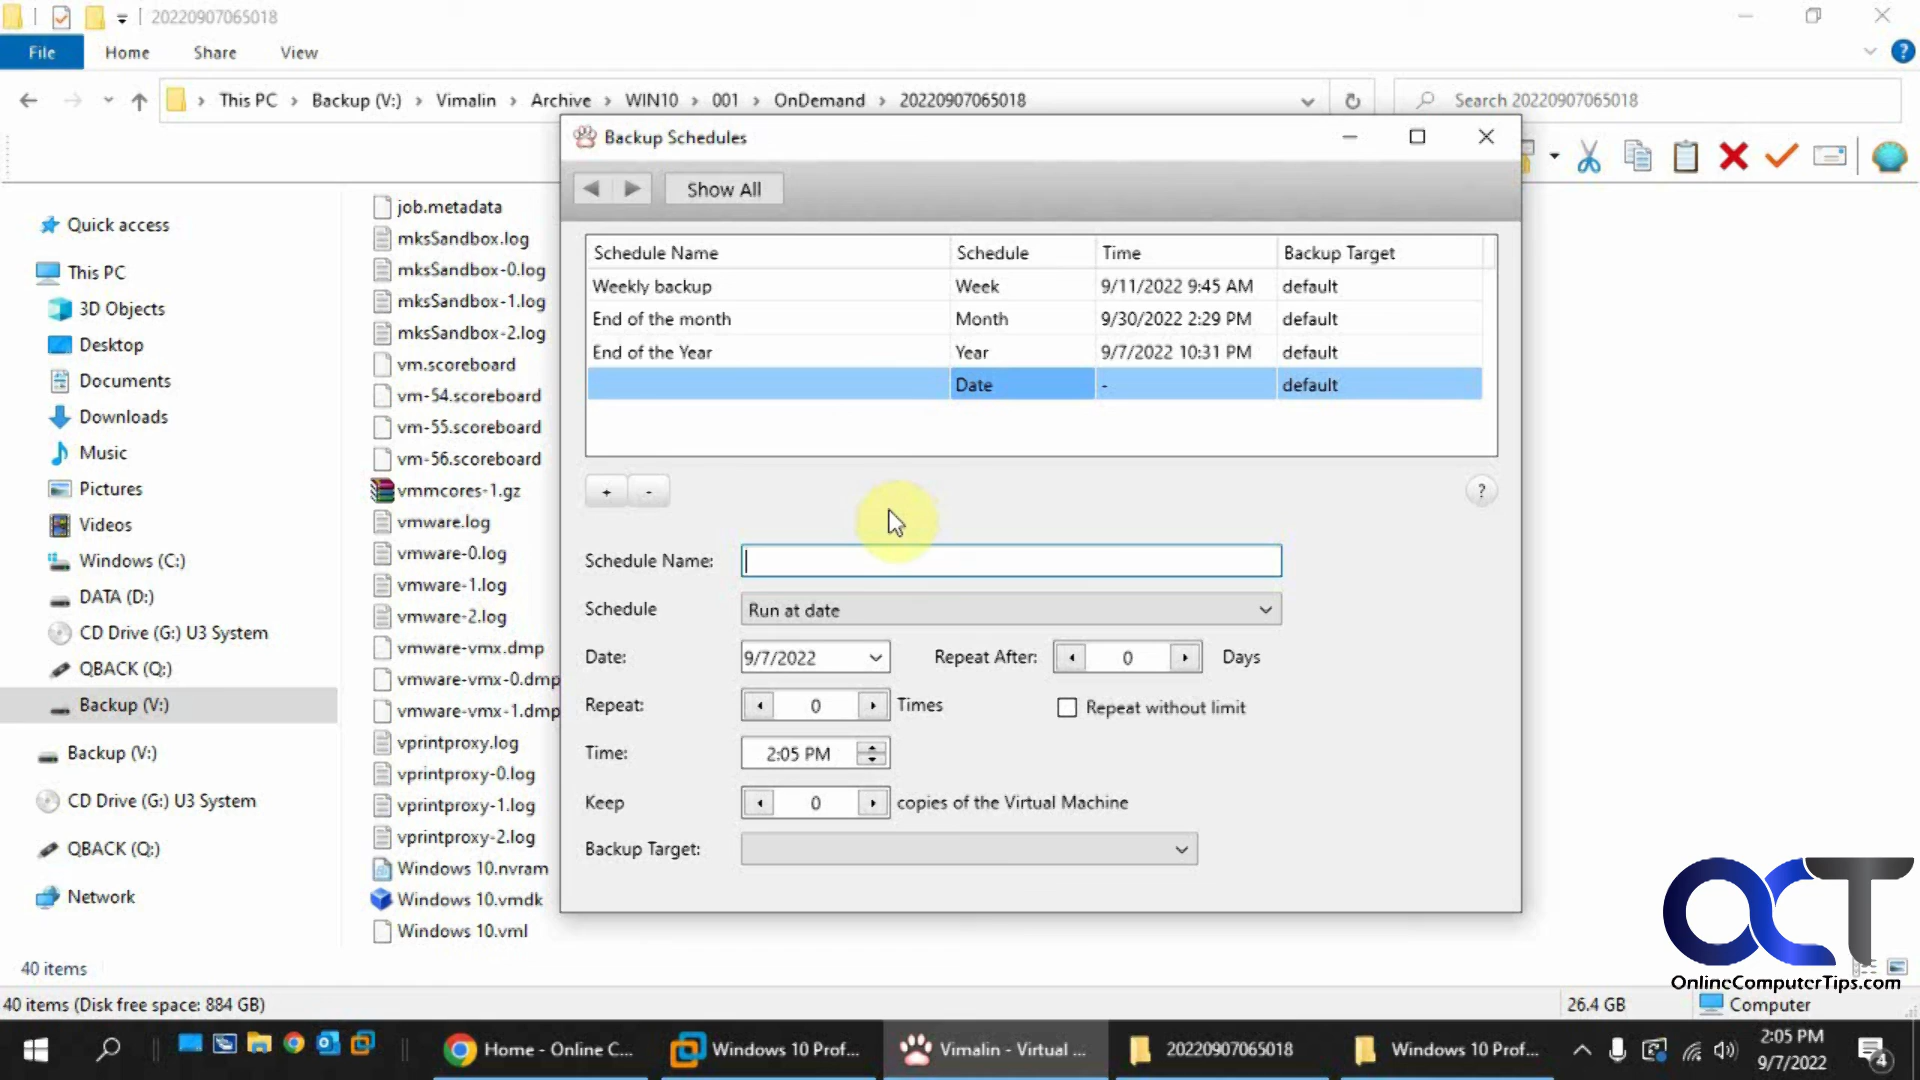 20220907065018
File Home Share View
This PC Backup (V:) Vimalin Archive WIN10 001 OnDemand 20220907065018
Search 20220907065018
Backup Schedules
Show All
Schedule Name Schedule Time Backup Target
Weekly backup Week 9/11/2022 9:45 AM default
End of the month Month 9/30/2022 2:29 PM default
End of the Year Year 9/7/2022 10:31 PM default
Date - default
+ - ?
Schedule Name:
Schedule Run at date
Date: 9/7/2022 Repeat After: 0 Days
Repeat: 0 Times Repeat without limit
Time: 2:05 PM
Keep 0 copies of the Virtual Machine
Backup Target:
Quick access
This PC
3D Objects
Desktop
Documents
Downloads
Music
Pictures
Videos
Windows (C:)
DATA (D:)
CD Drive (G:) U3 System
QBACK (Q:)
Backup (V:)
Backup (V:)
CD Drive (G:) U3 System
QBACK (Q:)
Network
job.metadata
mksSandbox.log
mksSandbox-0.log
mksSandbox-1.log
mksSandbox-2.log
vm.scoreboard
vm-54.scoreboard
vm-55.scoreboard
vm-56.scoreboard
vmmcores-1.gz
vmware.log
vmware-0.log
vmware-1.log
vmware-2.log
vmware-vmx.dmp
vmware-vmx-0.dmp
vmware-vmx-1.dmp
vprintproxy.log
vprintproxy-0.log
vprintproxy-1.log
vprintproxy-2.log
Windows 10.nvram
Windows 10.vmdk
Windows 10.vml
40 items
40 items (Disk free space: 884 GB) 26.4 GB Computer
OCT
OnlineComputerTips.com
Home - Online C... Windows 10 Prof... Vimalin - Virtual ... 20220907065018 Windows 10 Prof...
2:05 PM
9/7/2022
4